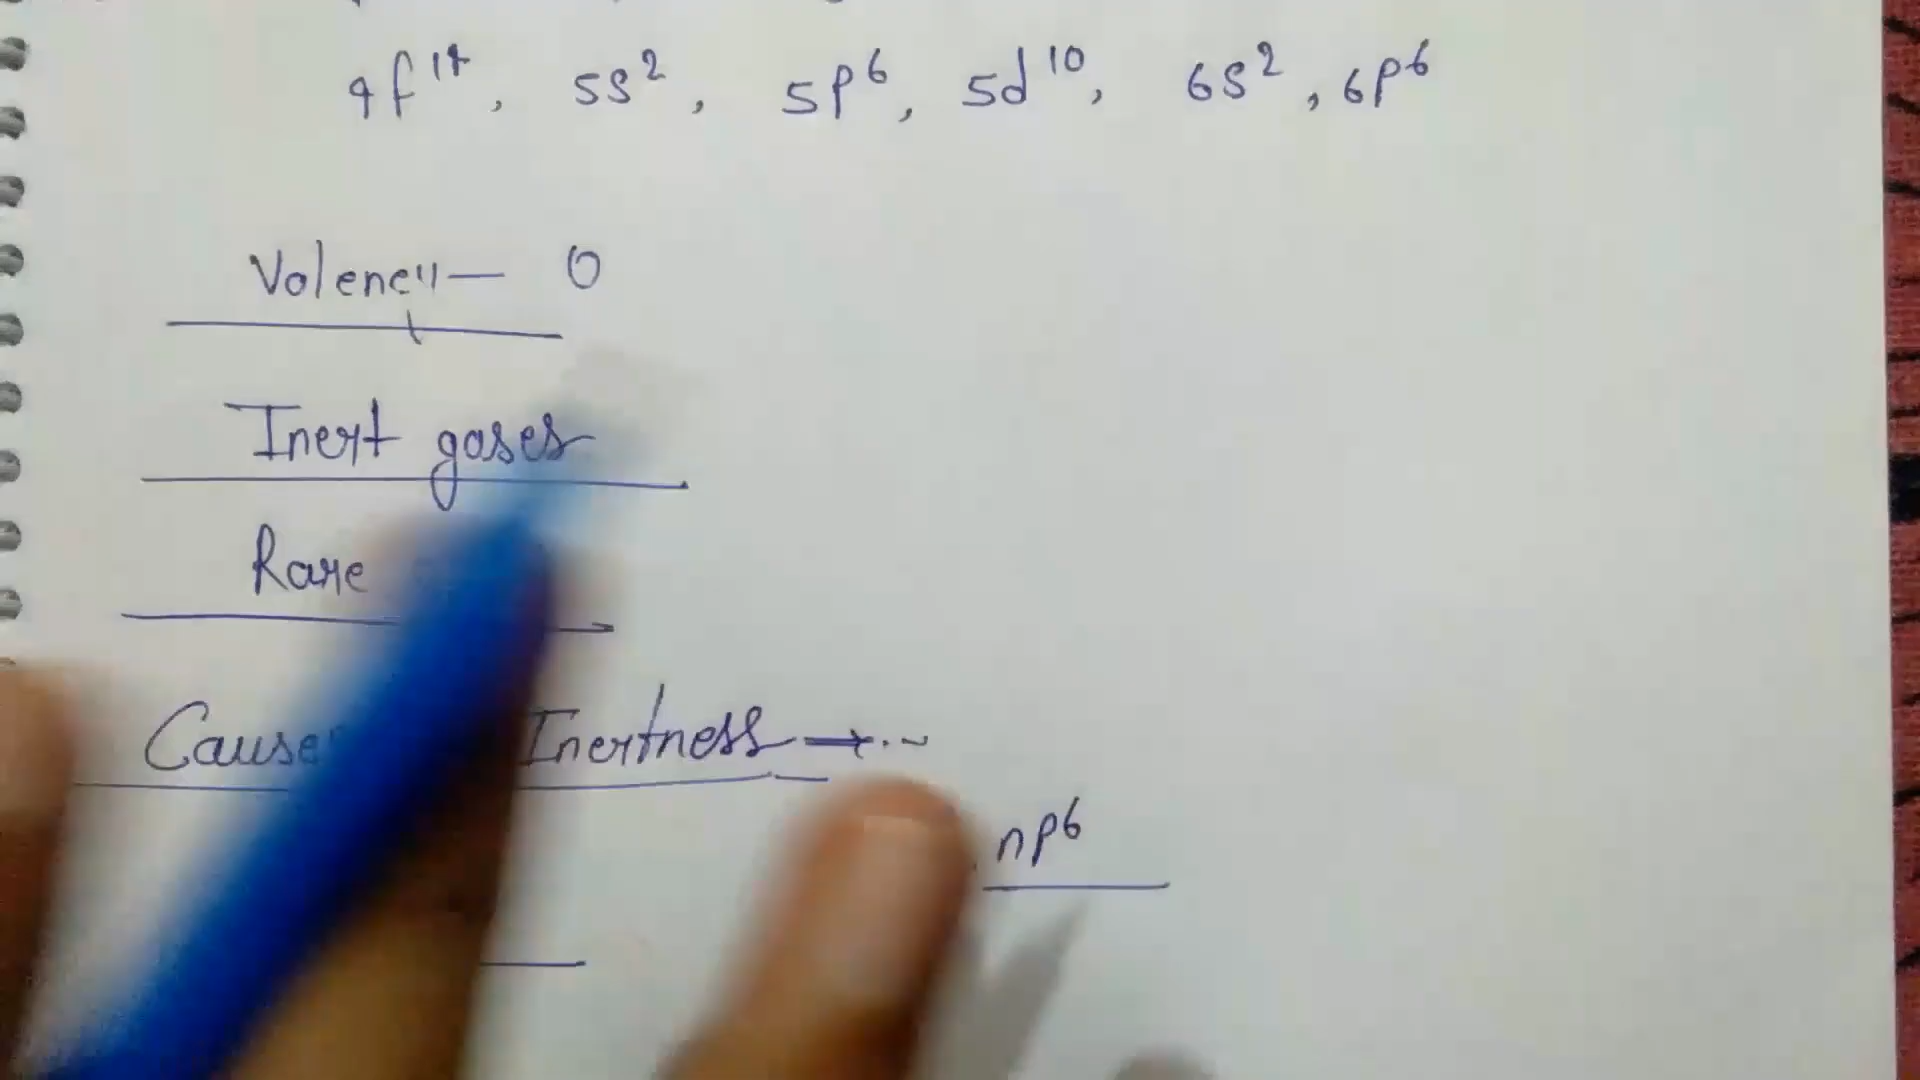 4f¹⁴, 5s², 5p⁶, 5d¹⁰, 6s², 6p⁶
Valency — 0
Inert gases
Rare
Cause Inertness →
np⁶